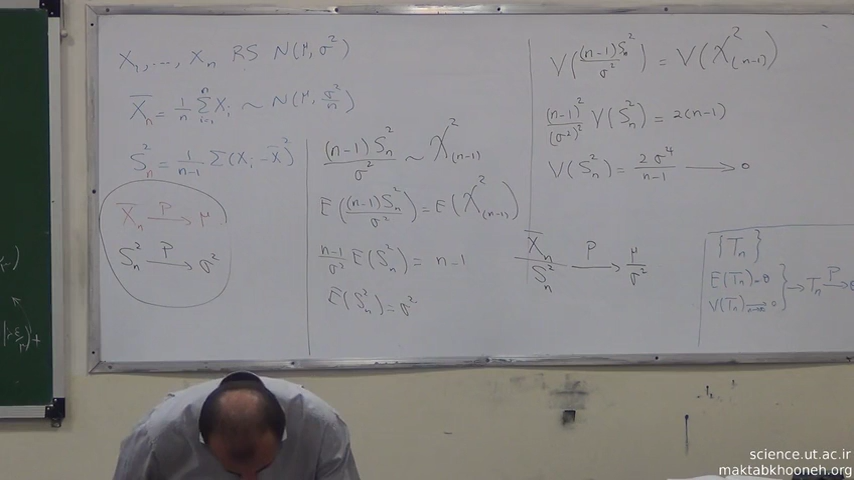 X₁, ..., Xₙ RS N(μ, σ²)
X̄ₙ = 1/n Σᵢ₌₁ⁿ Xᵢ ~ N(μ, σ²/n)
Sₙ² = 1/(n-1) Σ(Xᵢ - X̄)²
X̄ₙ —P→ μ
Sₙ² —P→ σ²
(n-1)Sₙ²/σ² ~ χ²₍ₙ₋₁₎
E((n-1)Sₙ²/σ²) = E(χ²₍ₙ₋₁₎)
(n-1)/σ² E(Sₙ²) = n-1
E(Sₙ²) = σ²
V((n-1)Sₙ²/σ²) = V(χ²₍ₙ₋₁₎)
(n-1)²/(σ²)² V(Sₙ²) = 2(n-1)
V(Sₙ²) = 2σ⁴/(n-1) → 0
X̄ₙ/Sₙ² —P→ μ/σ²
{Tₙ}
E(Tₙ) = θ
V(Tₙ) →ₙ→∞ 0
} → Tₙ —P→ θ
science.ut.ac.ir
maktabkhooneh.org